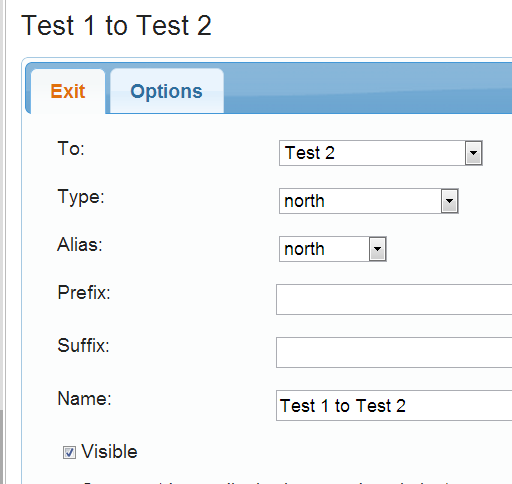 Test 1 to Test 2
Exit Options
To: Test 2
Type: north
Alias: north
Prefix:
Suffix:
Name: Test 1 to Test 2
Visible